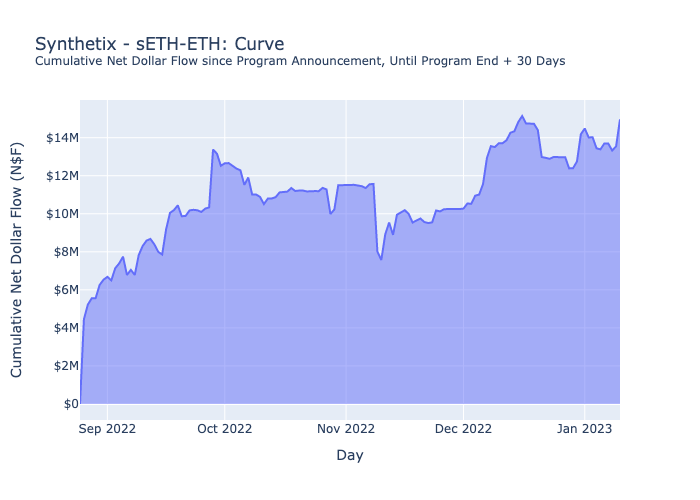 Synthetix - sETH-ETH: Curve
Cumulative Net Dollar Flow since Program Announcement, Until Program End + 30 Days
Cumulative Net Dollar Flow (N$F)
$14M
$12M
$10M
$8M
$6M
$4M
$2M
$0
Sep 2022
Oct 2022
Nov 2022
Dec 2022
Jan 2023
Day